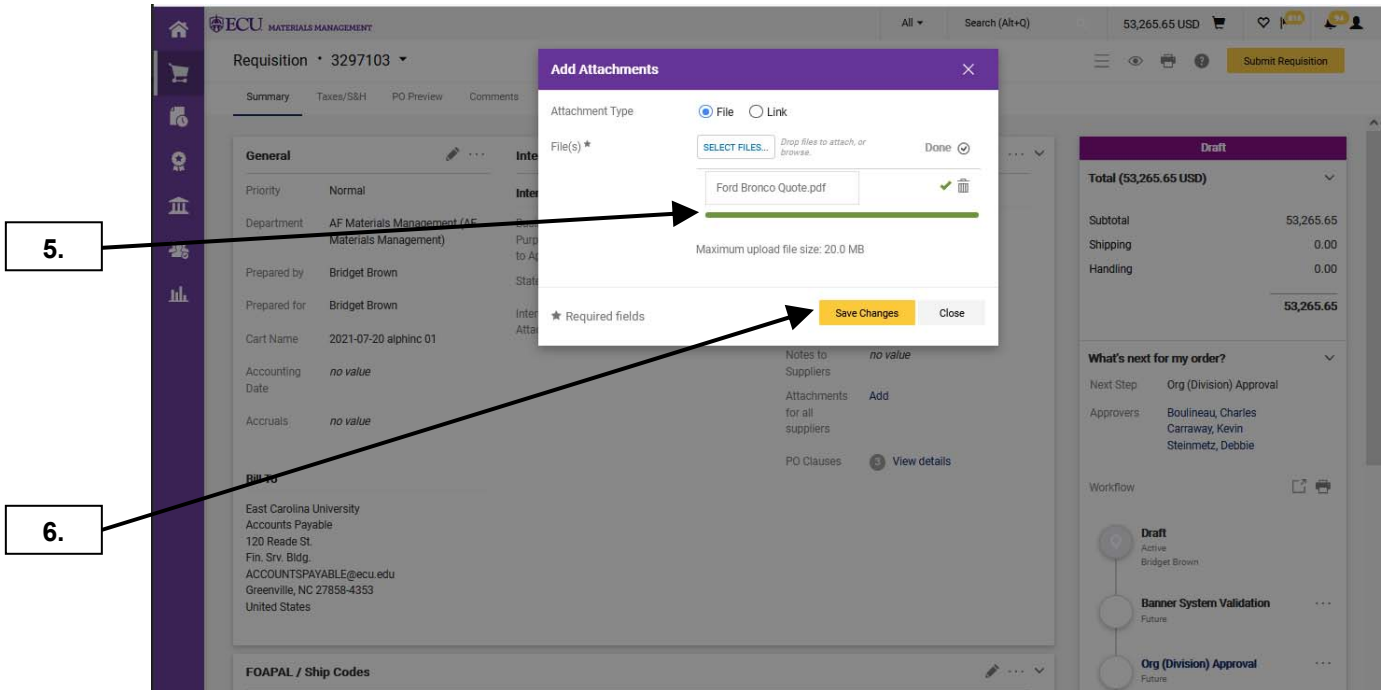 ECU MATERIALS MANAGEMENT
All
Search (Alt+Q)
53,265.65 USD
94
Requisition • 3297103
Submit Requisition
Summary Taxes/S&H PO Preview Comments
Add Attachments
Attachment Type File Link
File(s) ★ SELECT FILES... Drop files to attach, or
browse. Done
Ford Bronco Quote.pdf
Maximum upload file size: 20.0 MB
★ Required fields
Save Changes Close
5.
6.
General
Priority Normal
Department AF Materials Management (AF
Materials Management)
Prepared by Bridget Brown
Prepared for Bridget Brown
Cart Name 2021-07-20 alphinc 01
Accounting no value
Date
Accruals no value
Bill To
East Carolina University
Accounts Payable
120 Reade St.
Fin. Srv. Bldg.
ACCOUNTSPAYABLE@ecu.edu
Greenville, NC 27858-4353
United States
Notes to no value
Suppliers
Attachments Add
for all
suppliers
PO Clauses 3 View details
FOAPAL / Ship Codes
Draft
Total (53,265.65 USD)
Subtotal 53,265.65
Shipping 0.00
Handling 0.00
53,265.65
What's next for my order?
Next Step Org (Division) Approval
Approvers Boulineau, Charles
Carraway, Kevin
Steinmetz, Debbie
Workflow
Draft
Active
Bridget Brown
Banner System Validation
Future
Org (Division) Approval
Future